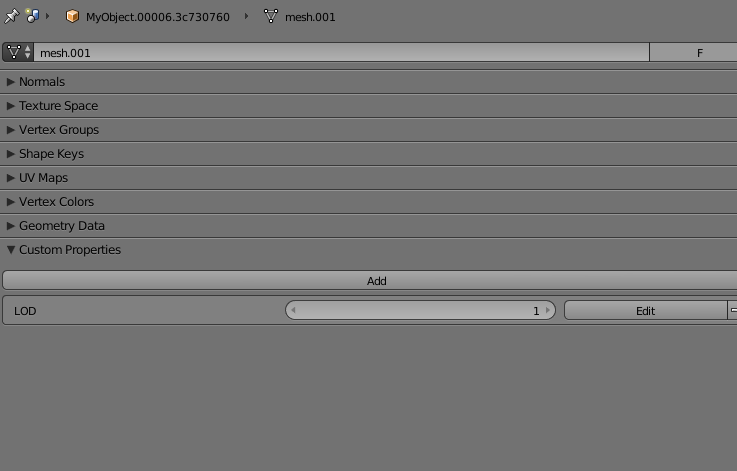 MyObject.00006.3c730760 mesh.001
mesh.001 F
Normals
Texture Space
Vertex Groups
Shape Keys
UV Maps
Vertex Colors
Geometry Data
Custom Properties
Add
LOD 1 Edit